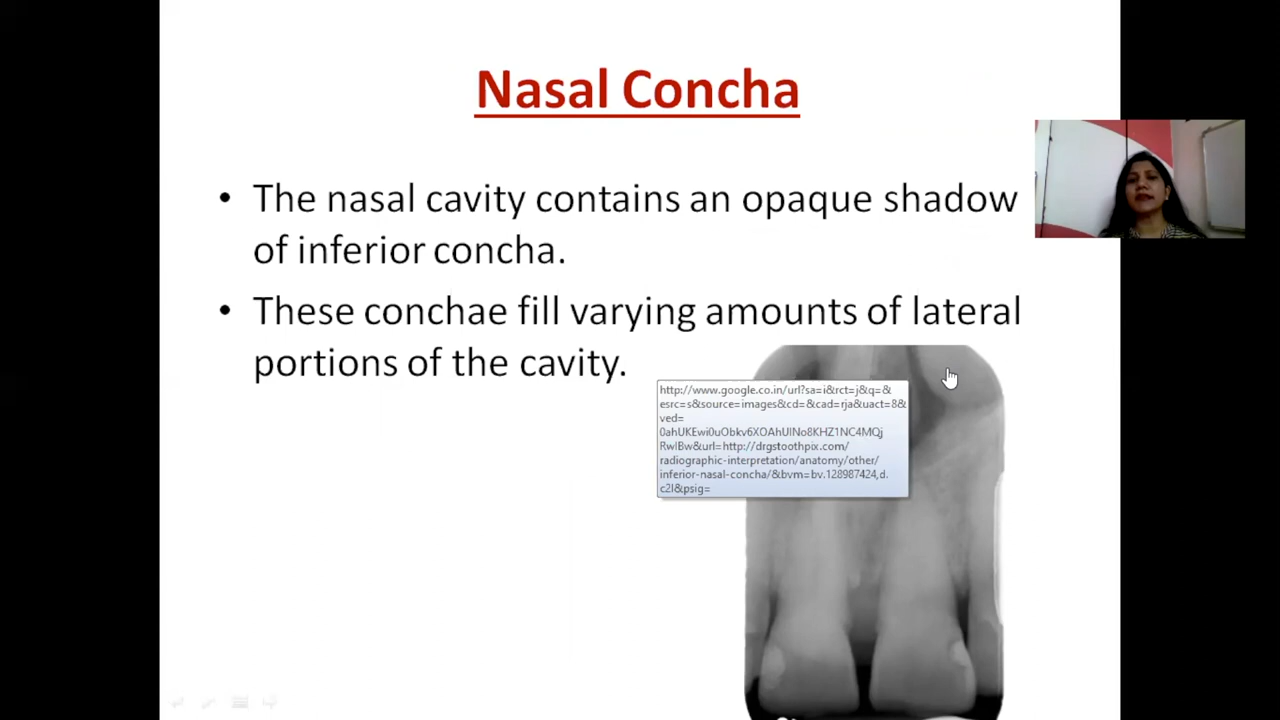 Nasal Concha
• The nasal cavity contains an opaque shadow
of inferior concha.
• These conchae fill varying amounts of lateral
portions of the cavity.
http://www.google.co.in/url?sa=i&rct=j&q=&
esrc=s&source=images&cd=&cad=rja&uact=8&
ved=
0ahUKEwi0uObkv6XOAhUINo8KHZ1NC4MQj
RwIBw&url=http://drgstoothpix.com/
radiographic-interpretation/anatomy/other/
inferior-nasal-concha/&bvm=bv.128987424,d.
c2I&psig=